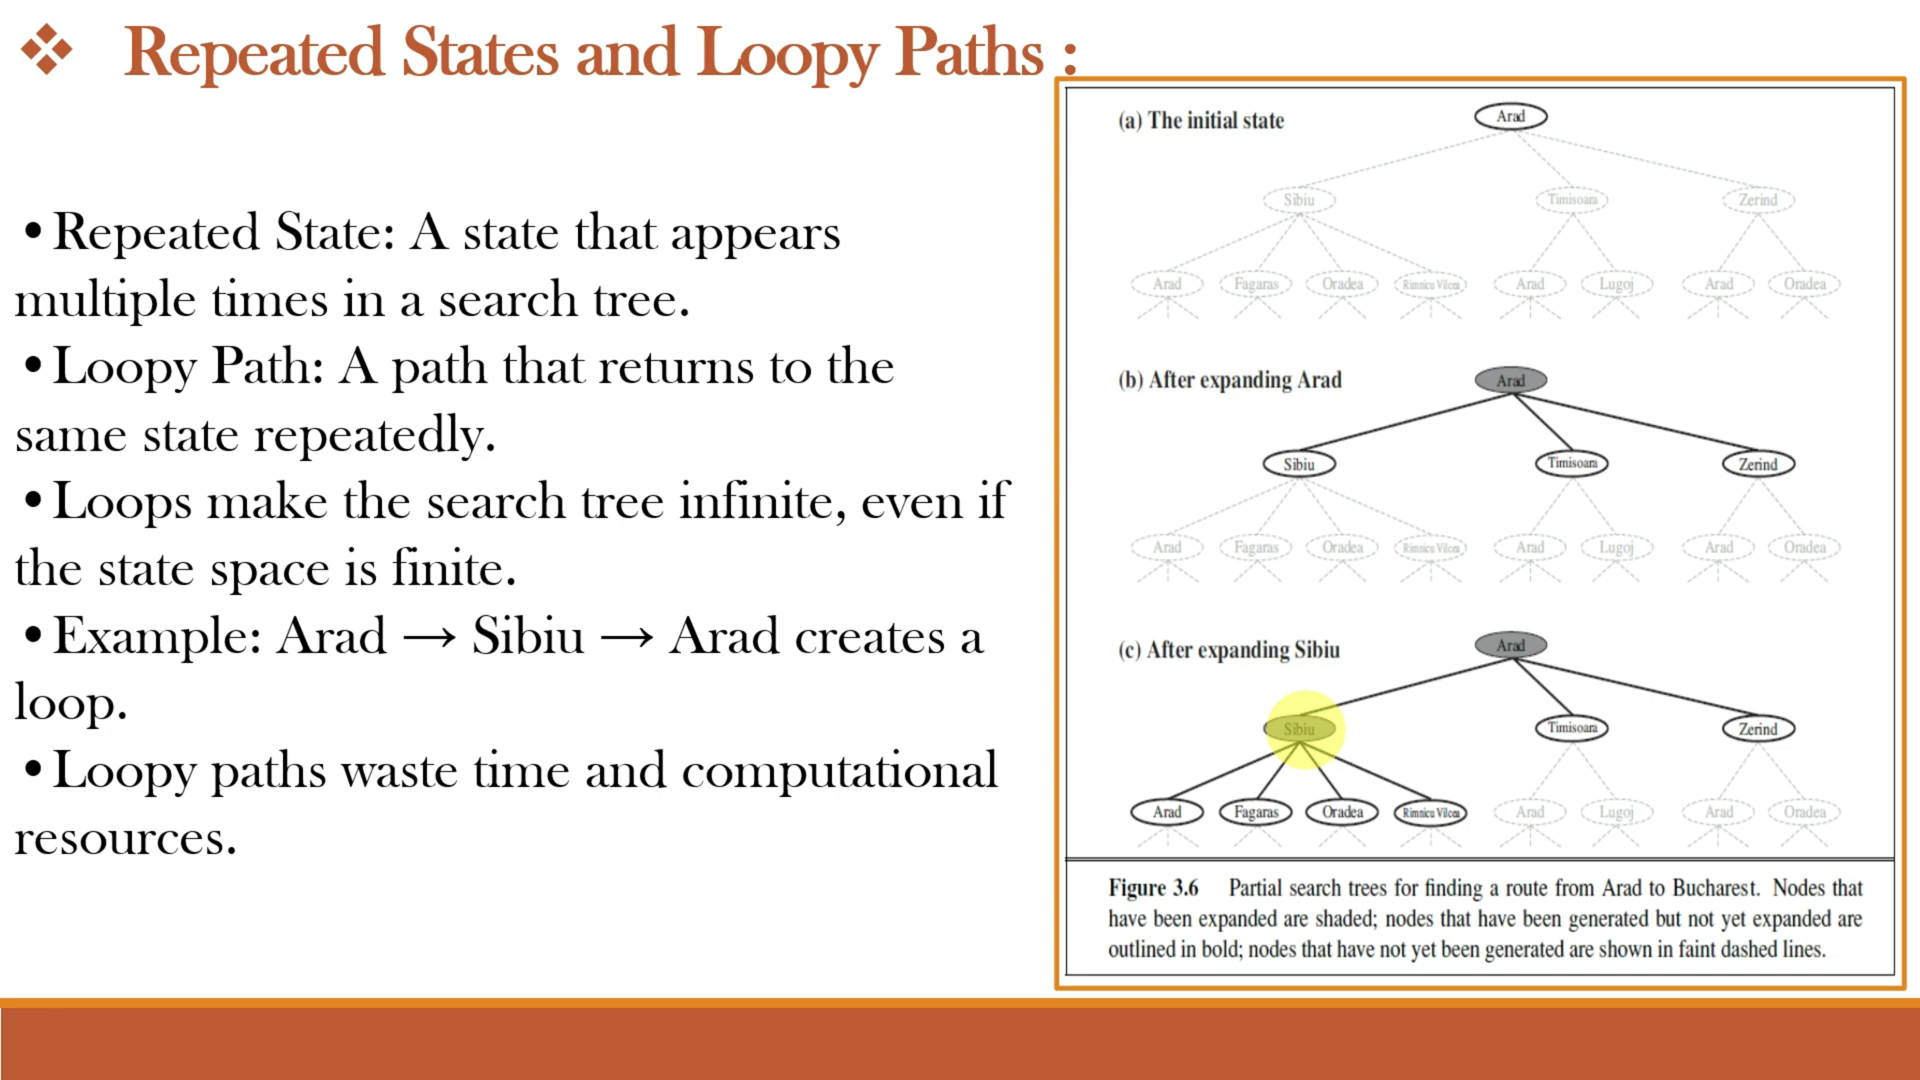 ❖ Repeated States and Loopy Paths :
•Repeated State: A state that appears
multiple times in a search tree.
•Loopy Path: A path that returns to the
same state repeatedly.
•Loops make the search tree infinite, even if
the state space is finite.
•Example: Arad → Sibiu → Arad creates a
loop.
•Loopy paths waste time and computational
resources.
(a) The initial state
Arad
Sibiu Timisoara Zerind
Arad Fagaras Oradea Rimnicu Vilcea Arad Lugoj Arad Oradea
(b) After expanding Arad
Arad
Sibiu Timisoara Zerind
Arad Fagaras Oradea Rimnicu Vilcea Arad Lugoj Arad Oradea
(c) After expanding Sibiu
Arad
Sibiu Timisoara Zerind
Arad Fagaras Oradea Rimnicu Vilcea Arad Lugoj Arad Oradea
Figure 3.6 Partial search trees for finding a route from Arad to Bucharest. Nodes that
have been expanded are shaded; nodes that have been generated but not yet expanded are
outlined in bold; nodes that have not yet been generated are shown in faint dashed lines.